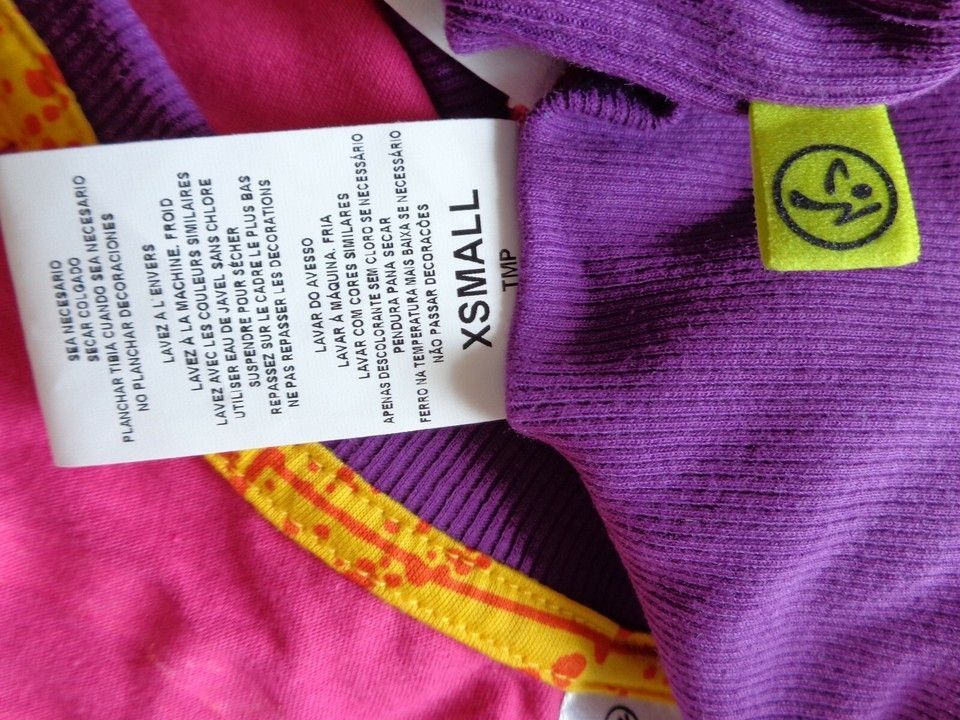 SEA NECESARIO
SECAR COLGADO
PLANCHAR TIBIA CUANDO SEA NECESARIO
NO PLANCHAR DECORACIONES
LAVEZ A L'ENVERS
LAVEZ À LA MACHINE. FROID
LAVEZ AVEC LES COULEURS SIMILAIRES
UTILISER EAU DE JAVEL SANS CHLORE
SUSPENDRE POUR SÈCHER
REPASSEZ SUR LE CADRE LE PLUS BAS
NE PAS REPASSER LES DECORATIONS
LAVAR DO AVESO
LAVAR À MÁQUINA. FRIA
LAVAR COM CORES SIMILARES
APENAS DESCOLORANTE SEM CLORO SE NECESSÁRIO
PENDURA PANA SECAR
FERRO NA TEMPERATURA MAIS BAIXA SE NECESSÁRIO
NÃO PASSAR DECORAÇÕES
XSMALL
TMP